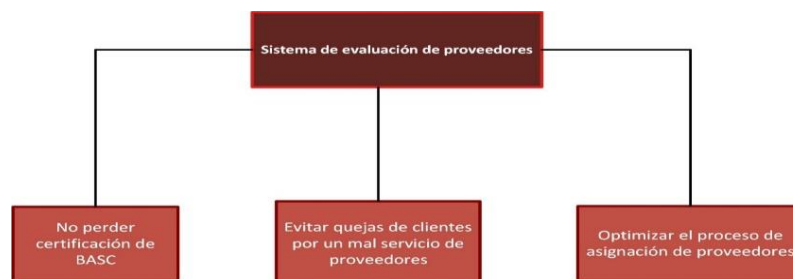 Sistema de evaluación de proveedores
No perder
certificación de
BASC
Evitar quejas de clientes
por un mal servicio de
proveedores
Optimizar el proceso de
asignación de proveedores